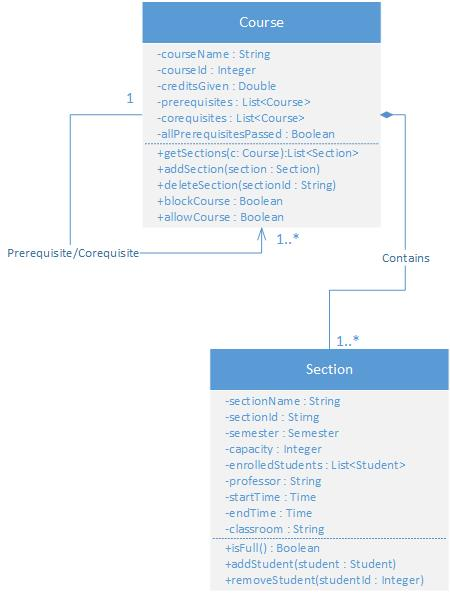 Course
-courseName : String
-courseId : Integer
-creditsGiven : Double
-prerequisites : List<Course>
-corequisites : List<Course>
-allPrerequisitesPassed : Boolean
+getSections(c: Course):List<Section>
+addSection(section : Section)
+deleteSection(sectionId : String)
+blockCourse : Boolean
+allowCourse : Boolean
1
1..*
Prerequisite/Corequisite
Contains
1..*
Section
-sectionName : String
-sectionId : Stirng
-semester : Semester
-capacity : Integer
-enrolledStudents : List<Student>
-professor : String
-startTime : Time
-endTime : Time
-classroom : String
+isFull() : Boolean
+addStudent(student : Student)
+removeStudent(studentId : Integer)